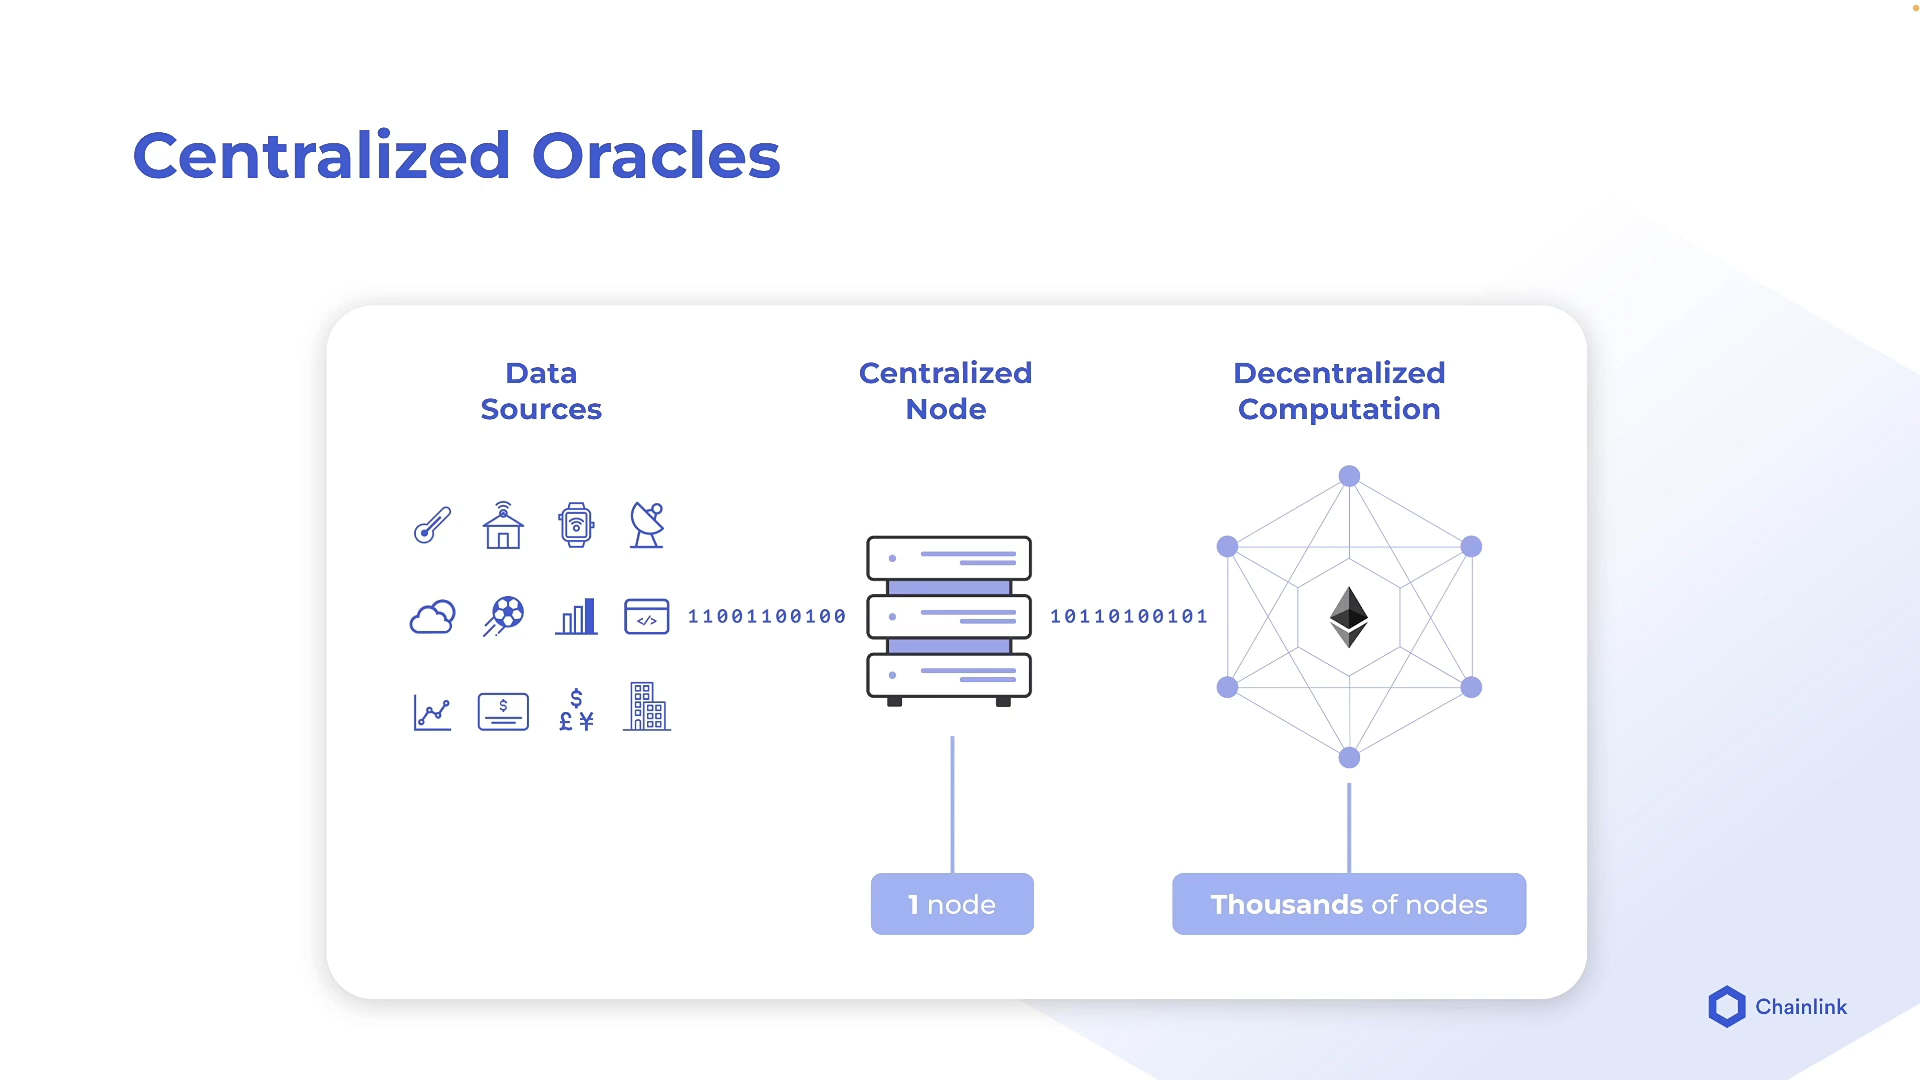 Centralized Oracles
Data
Sources
Centralized
Node
Decentralized
Computation
</>
11001100100
10110100101
$
$
£ ¥
1 node
Thousands of nodes
Chainlink